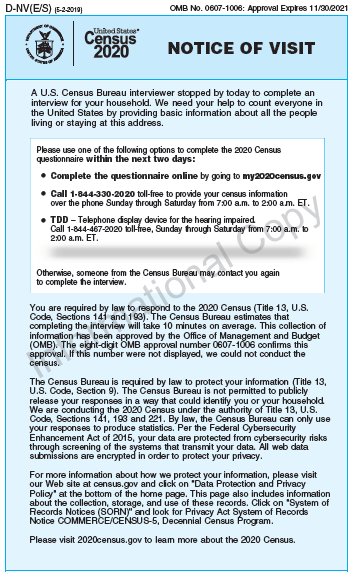 D-NV(E/S) (5-2-2019) OMB No. 0607-1006: Approval Expires 11/30/2021
United States®
Census
2020
NOTICE OF VISIT
A U.S. Census Bureau interviewer stopped by today to complete an
interview for your household. We need your help to count everyone in
the United States by providing basic information about all the people
living or staying at this address.
Please use one of the following options to complete the 2020 Census
questionnaire within the next two days:
• Complete the questionnaire online by going to my2020census.gov
• Call 1-844-330-2020 toll-free to provide your census information
over the phone Sunday through Saturday from 7:00 a.m. to 2:00 a.m. ET.
• TDD – Telephone display device for the hearing impaired.
Call 1-844-467-2020 toll-free, Sunday through Saturday from 7:00 a.m. to
2:00 a.m. ET.
Otherwise, someone from the Census Bureau may contact you again
to complete the interview.
You are required by law to respond to the 2020 Census (Title 13, U.S.
Code, Sections 141 and 193). The Census Bureau estimates that
completing the interview will take 10 minutes on average. This collection of
information has been approved by the Office of Management and Budget
(OMB). The eight-digit OMB approval number 0607-1006 confirms this
approval. If this number were not displayed, we could not conduct the
census.
The Census Bureau is required by law to protect your information (Title 13,
U.S. Code, Section 9). The Census Bureau is not permitted to publicly
release your responses in a way that could identify you or your household.
We are conducting the 2020 Census under the authority of Title 13, U.S.
Code, Sections 141, 193 and 221. By law, the Census Bureau can only use
your responses to produce statistics. Per the Federal Cybersecurity
Enhancement Act of 2015, your data are protected from cybersecurity risks
through screening of the systems that transmit your data. All web data
submissions are encrypted in order to protect your privacy.
For more information about how we protect your information, please visit
our Web site at census.gov and click on "Data Protection and Privacy
Policy" at the bottom of the home page. This page also includes information
about the collection, storage, and use of these records. Click on "System of
Records Notices (SORN)" and look for Privacy Act System of Records
Notice COMMERCE/CENSUS-5, Decennial Census Program.
Please visit 2020census.gov to learn more about the 2020 Census.
Informational Copy